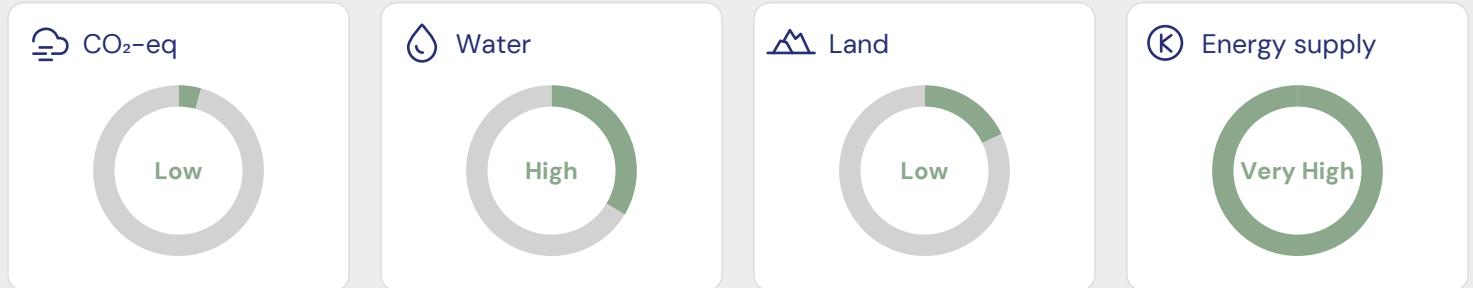 CO₂-eq
Low
Water
High
Land
Low
Energy supply
Very High